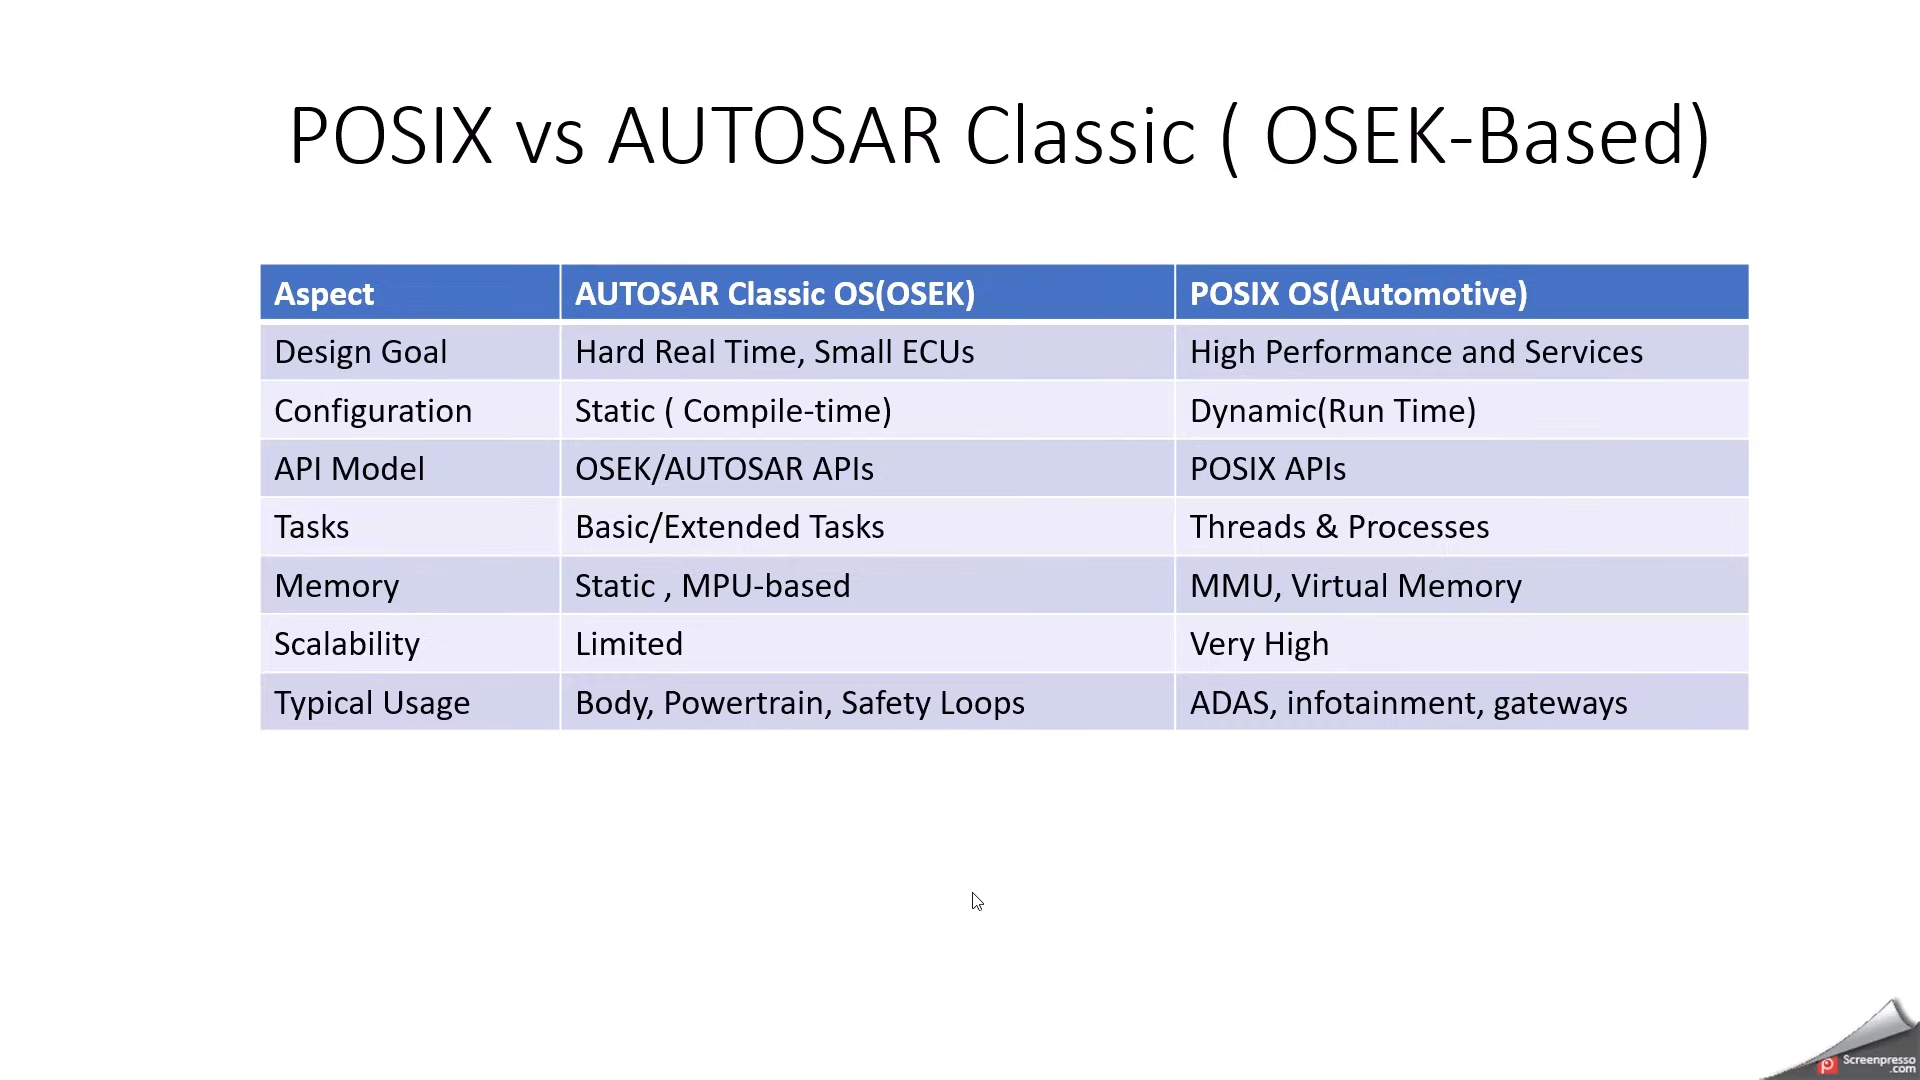 POSIX vs AUTOSAR Classic ( OSEK-Based)
Aspect AUTOSAR Classic OS(OSEK) POSIX OS(Automotive)
Design Goal Hard Real Time, Small ECUs High Performance and Services
Configuration Static ( Compile-time) Dynamic(Run Time)
API Model OSEK/AUTOSAR APIs POSIX APIs
Tasks Basic/Extended Tasks Threads & Processes
Memory Static , MPU-based MMU, Virtual Memory
Scalability Limited Very High
Typical Usage Body, Powertrain, Safety Loops ADAS, infotainment, gateways
Screenpresso
.com